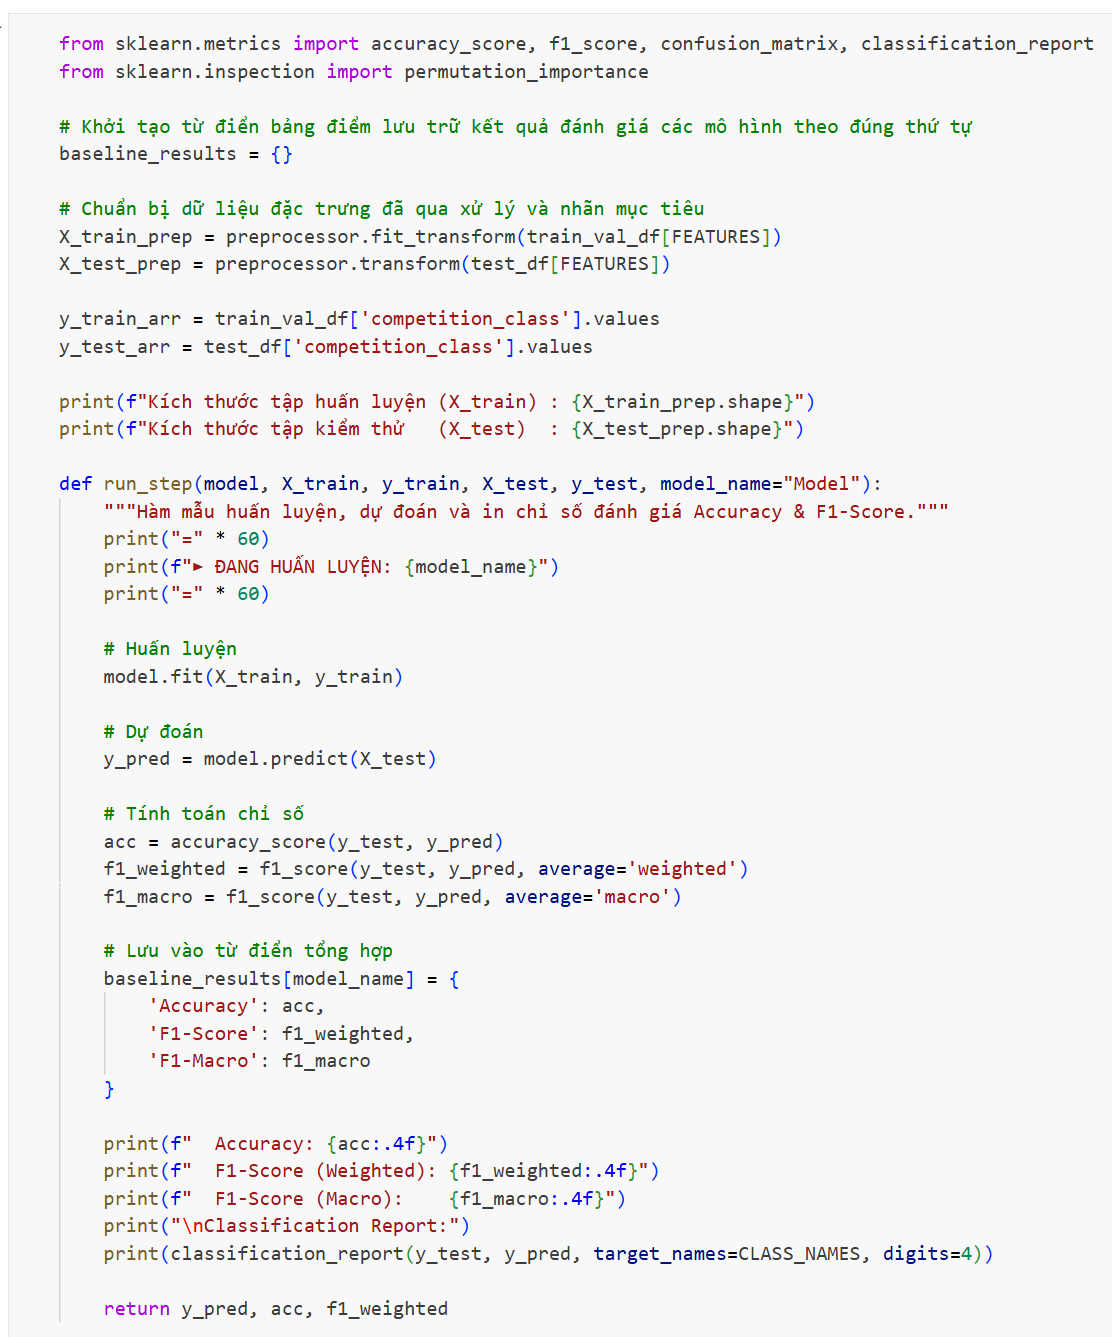 from sklearn.metrics import accuracy_score, f1_score, confusion_matrix, classification_report
from sklearn.inspection import permutation_importance

# Khởi tạo từ điển bảng điểm lưu trữ kết quả đánh giá các mô hình theo đúng thứ tự
baseline_results = {}

# Chuẩn bị dữ liệu đặc trưng đã qua xử lý và nhãn mục tiêu
X_train_prep = preprocessor.fit_transform(train_val_df[FEATURES])
X_test_prep = preprocessor.transform(test_df[FEATURES])

y_train_arr = train_val_df['competition_class'].values
y_test_arr = test_df['competition_class'].values

print(f"Kích thước tập huấn luyện (X_train) : {X_train_prep.shape}")
print(f"Kích thước tập kiểm thử   (X_test)  : {X_test_prep.shape}")

def run_step(model, X_train, y_train, X_test, y_test, model_name="Model"):
    """Hàm mẫu huấn luyện, dự đoán và in chỉ số đánh giá Accuracy & F1-Score."""
    print("=" * 60)
    print(f"► ĐANG HUẤN LUYỆN: {model_name}")
    print("=" * 60)

    # Huấn luyện
    model.fit(X_train, y_train)

    # Dự đoán
    y_pred = model.predict(X_test)

    # Tính toán chỉ số
    acc = accuracy_score(y_test, y_pred)
    f1_weighted = f1_score(y_test, y_pred, average='weighted')
    f1_macro = f1_score(y_test, y_pred, average='macro')

    # Lưu vào từ điển tổng hợp
    baseline_results[model_name] = {
        'Accuracy': acc,
        'F1-Score': f1_weighted,
        'F1-Macro': f1_macro
    }

    print(f"  Accuracy: {acc:.4f}")
    print(f"  F1-Score (Weighted): {f1_weighted:.4f}")
    print(f"  F1-Score (Macro):    {f1_macro:.4f}")
    print("\nClassification Report:")
    print(classification_report(y_test, y_pred, target_names=CLASS_NAMES, digits=4))

    return y_pred, acc, f1_weighted